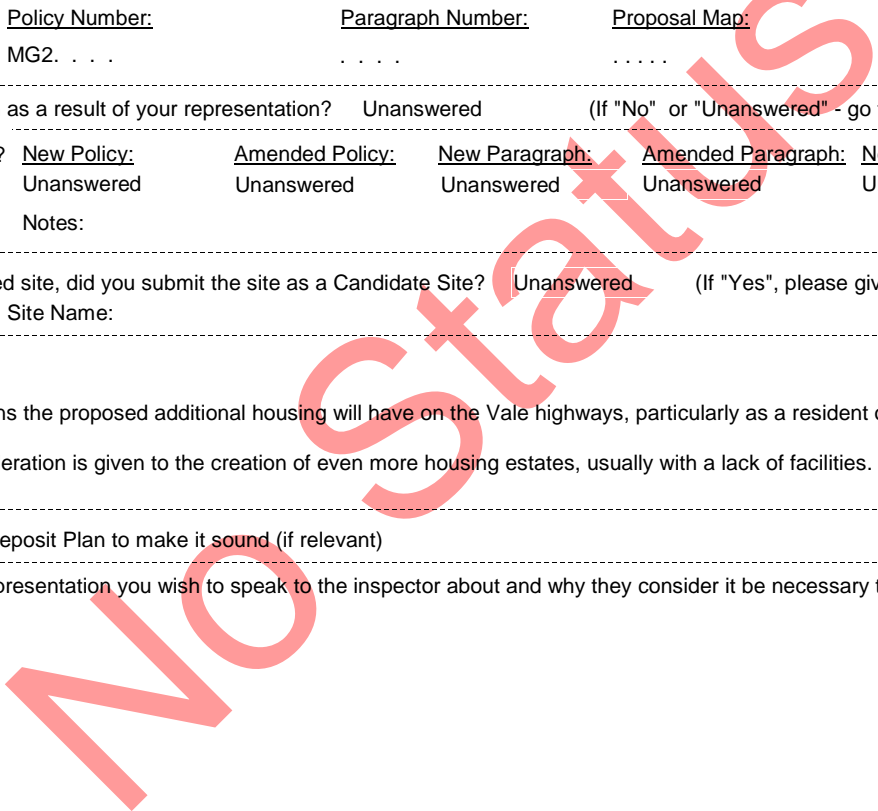 Policy Number: Paragraph Number: Proposal Map:
MG2. . . . . . . . . . . . .
as a result of your representation? Unanswered (If "No" or "Unanswered" - go
? New Policy: Amended Policy: New Paragraph: Amended Paragraph:
Unanswered Unanswered Unanswered Unanswered
Notes:
ed site, did you submit the site as a Candidate Site? Unanswered (If "Yes", please giv
Site Name:
ns the proposed additional housing will have on the Vale highways, particularly as a resident
eration is given to the creation of even more housing estates, usually with a lack of facilities.
eposit Plan to make it sound (if relevant)
presentation you wish to speak to the inspector about and why they consider it be necessary
No Status